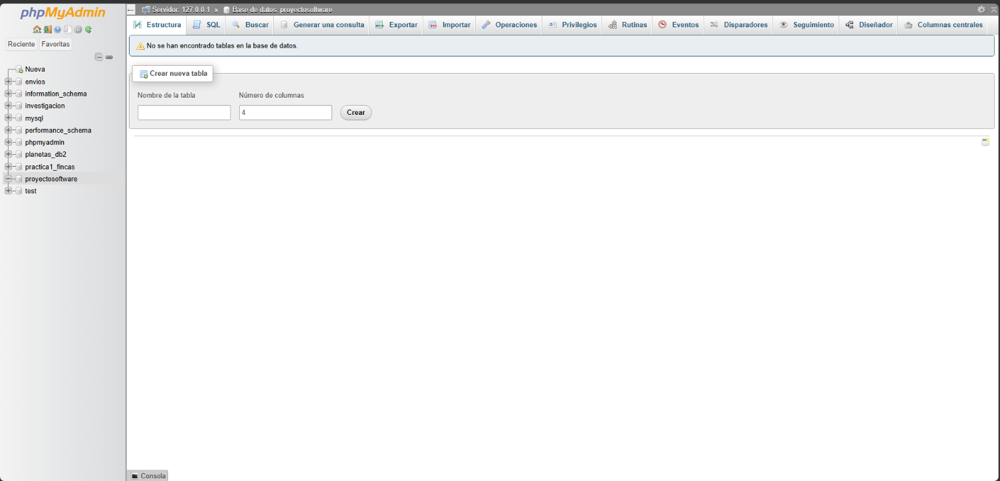 phpMyAdmin
Reciente Favoritas
Nueva
envios
information_schema
investigacion
mysql
performance_schema
phpmyadmin
planetas_db2
practica1_fincas
proyectosoftware
test
Servidor: 127.0.0.1 » Base de datos: proyectosoftware
Estructura SQL Buscar Generar una consulta Exportar Importar Operaciones Privilegios Rutinas Eventos Disparadores Seguimiento Diseñador Columnas centrales
No se han encontrado tablas en la base de datos.
Crear nueva tabla
Nombre de la tabla Número de columnas
4 Crear
Consola